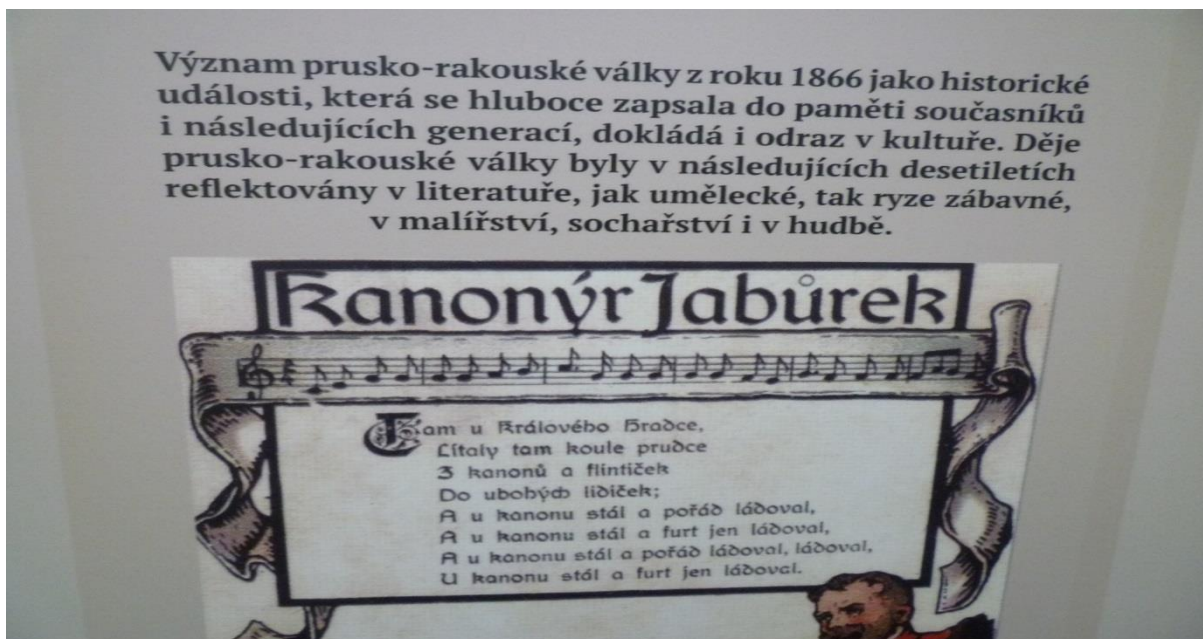 Význam prusko-rakouské války z roku 1866 jako historické
události, která se hluboce zapsala do paměti současníků
i následujících generací, dokládá i odraz v kultuře. Děje
prusko-rakouské války byly v následujících desetiletích
reflektovány v literatuře, jak umělecké, tak ryze zábavné,
v malířství, sochařství i v hudbě.
Kanonýr Jabůrek
Tam u Králového Hradce,
Lítaly tam koule prudce
Z kanonů a flintiček
Do ubohých lidiček;
A u kanonu stál a pořád ládoval,
A u kanonu stál a furt jen ládoval,
A u kanonu stál a pořád ládoval, ládoval,
U kanonu stál a furt jen ládoval.